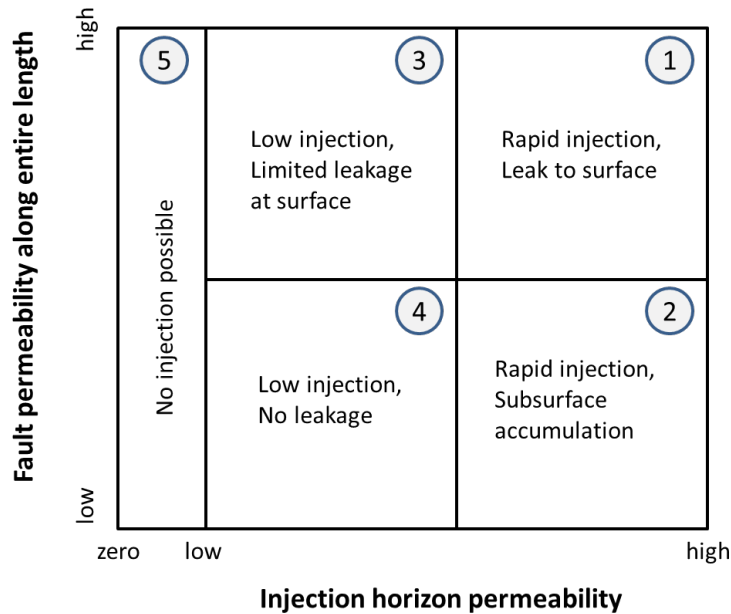 Fault permeability along entire length
high
low
5
No injection possible
3
Low injection,
Limited leakage
at surface
1
Rapid injection,
Leak to surface
4
Low injection,
No leakage
2
Rapid injection,
Subsurface
accumulation
zero
low
high
Injection horizon permeability